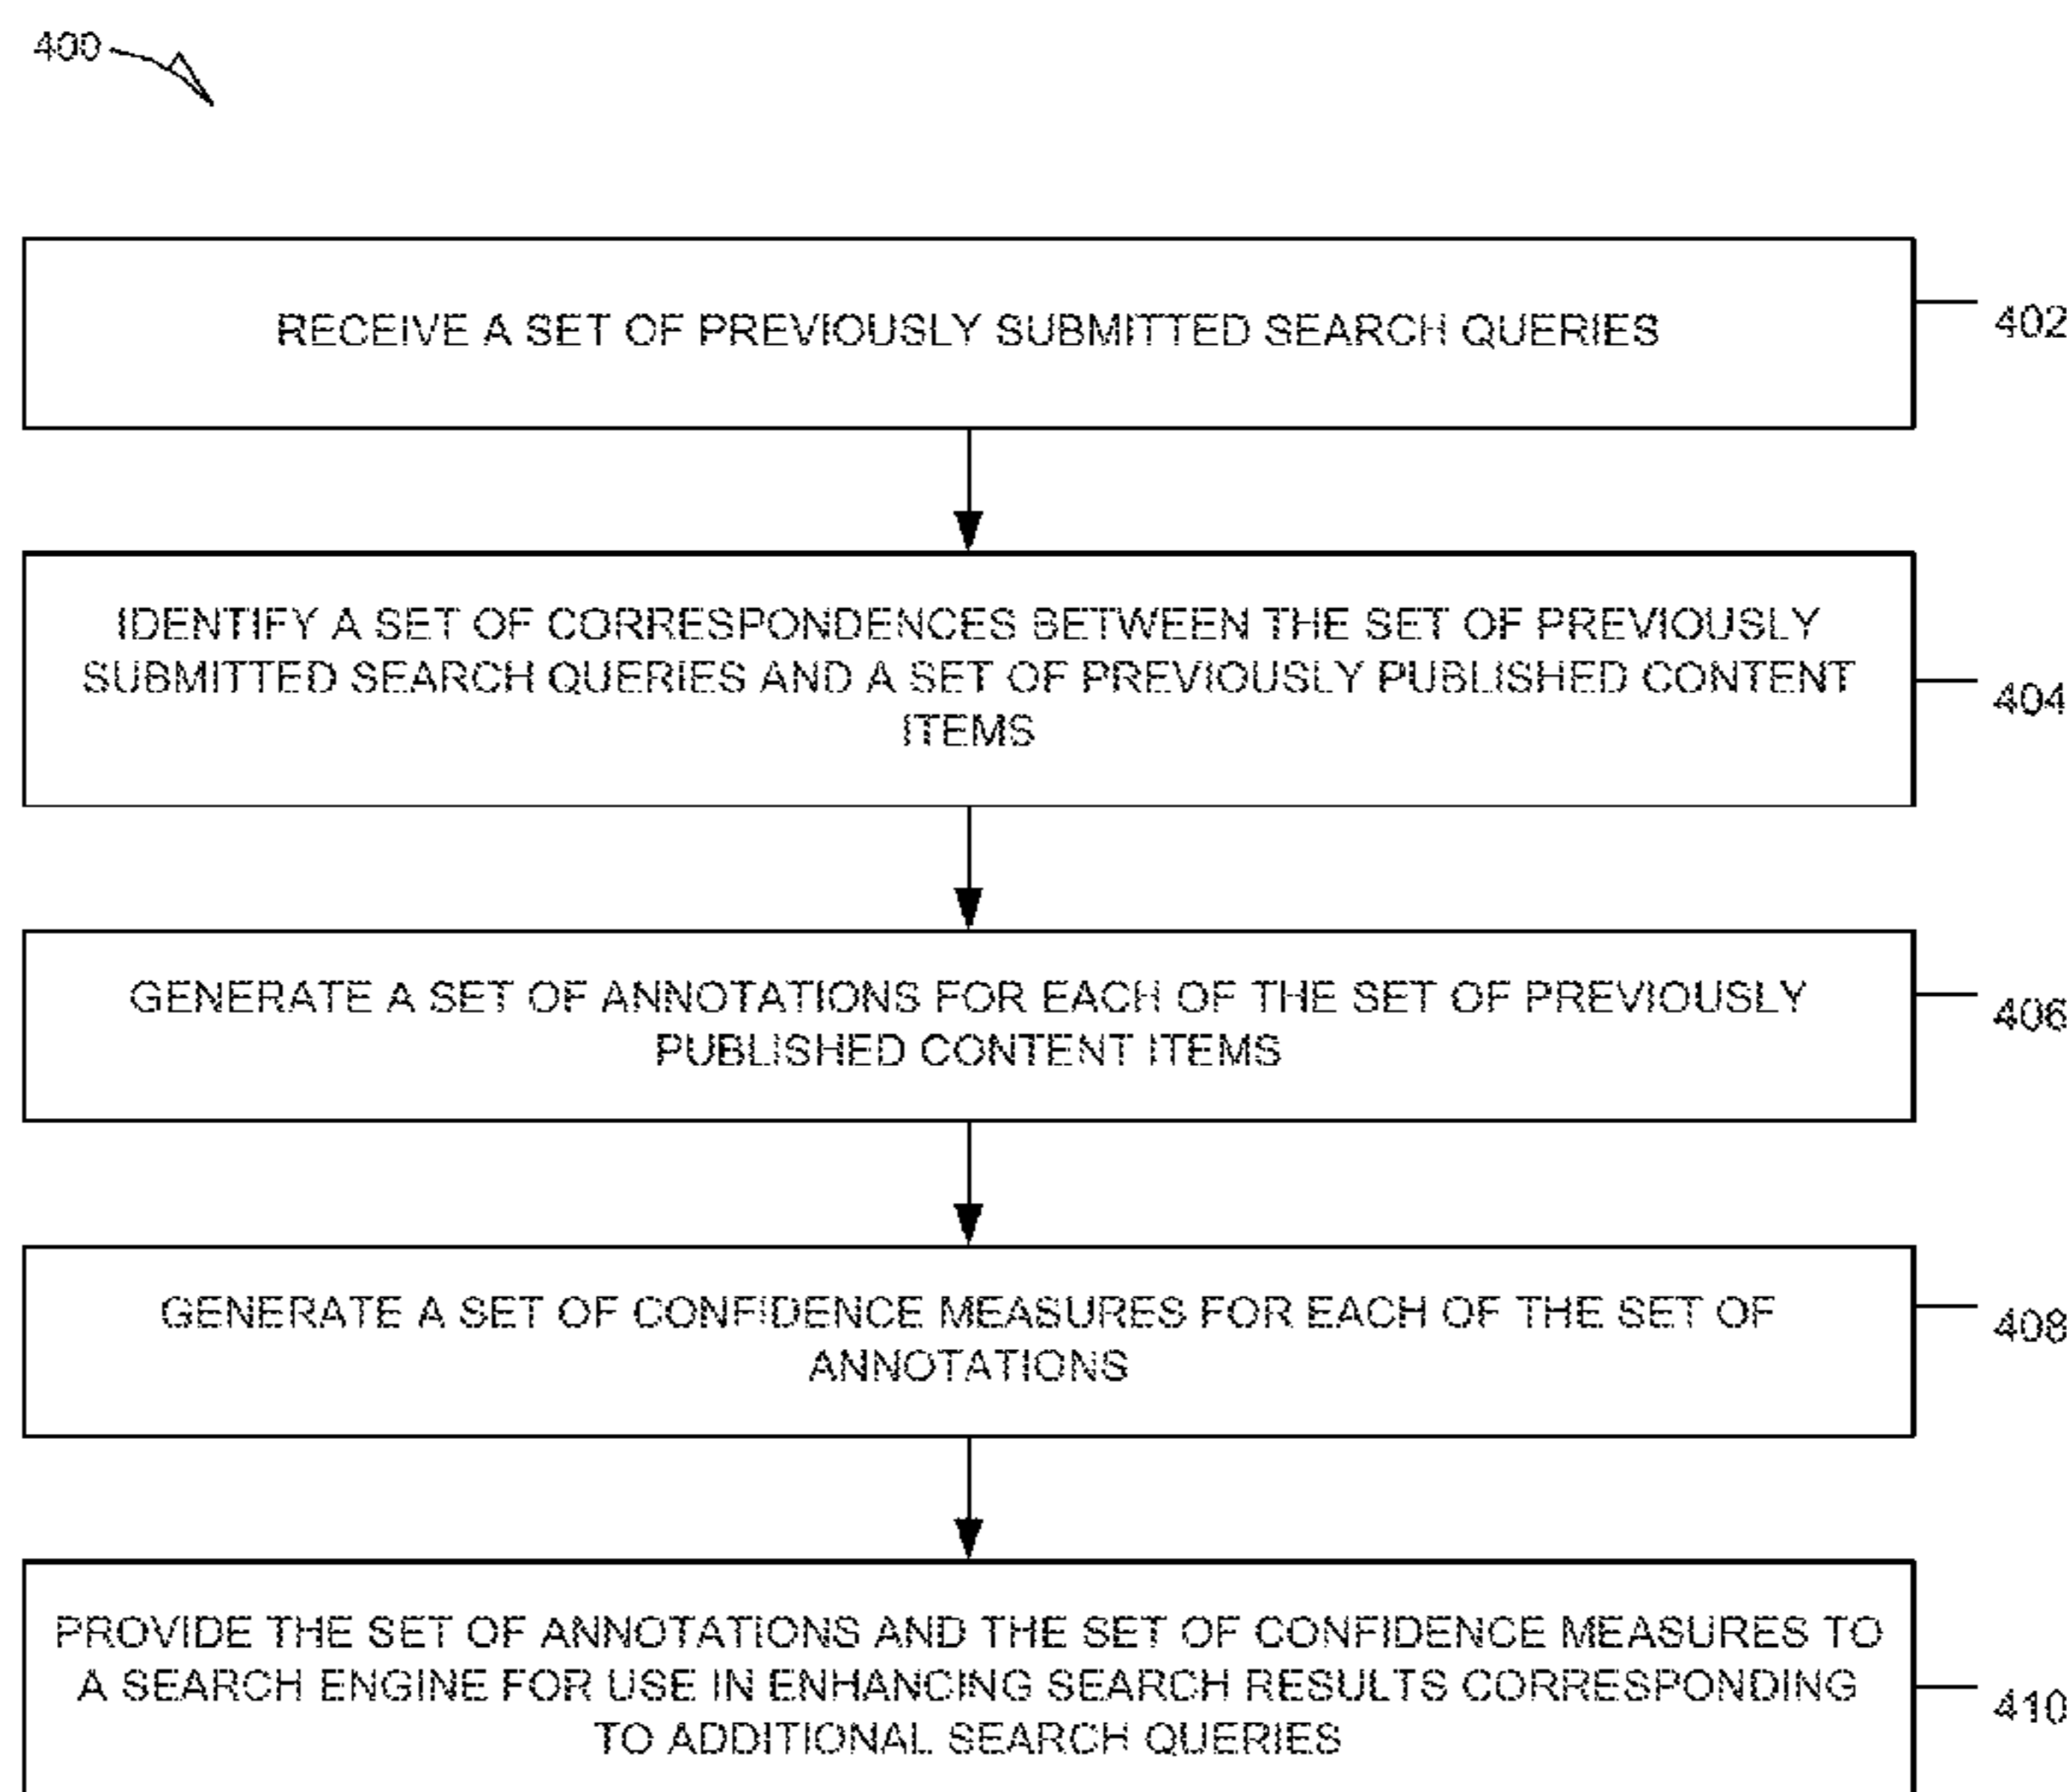 400
RECEIVE A SET OF PREVIOUSLY SUBMITTED SEARCH QUERIES
402
IDENTIFY A SET OF CORRESPONDENCES BETWEEN THE SET OF PREVIOUSLY
SUBMITTED SEARCH QUERIES AND A SET OF PREVIOUSLY PUBLISHED CONTENT
ITEMS
404
GENERATE A SET OF ANNOTATIONS FOR EACH OF THE SET OF PREVIOUSLY
PUBLISHED CONTENT ITEMS
406
GENERATE A SET OF CONFIDENCE MEASURES FOR EACH OF THE SET OF
ANNOTATIONS
408
PROVIDE THE SET OF ANNOTATIONS AND THE SET OF CONFIDENCE MEASURES TO
A SEARCH ENGINE FOR USE IN ENHANCING SEARCH RESULTS CORRESPONDING
TO ADDITIONAL SEARCH QUERIES
410